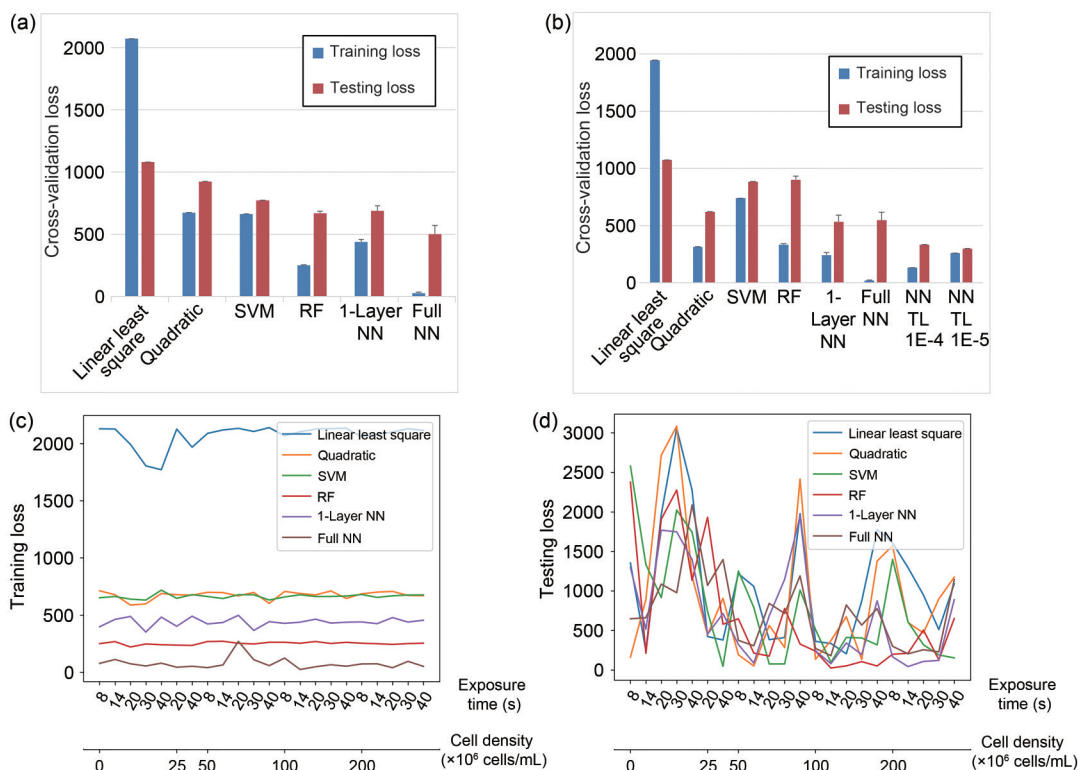 (a)
Cross-validation loss
2000
1500
1000
500
0
Training loss
Testing loss
Linear least
square
Quadratic
SVM
RF
1-Layer
NN
Full
NN
(b)
Cross-validation loss
2000
1500
1000
500
0
Training loss
Testing loss
Linear least
square
Quadratic
SVM
RF
1-
Layer
NN
Full
NN
NN
TL
1E-4
NN
TL
1E-5
(c)
Training loss
2000
1500
1000
500
0
Linear least square
Quadratic
SVM
RF
1-Layer NN
Full NN
8 14 20 30 40 20 40 8 14 20 30 40 8 14 20 30 40 8 14 20 30 40
Exposure
time (s)
0 25 50 100 200
Cell density
(×10⁶ cells/mL)
(d)
Testing loss
3000
2500
2000
1500
1000
500
0
Linear least square
Quadratic
SVM
RF
1-Layer NN
Full NN
8 14 20 30 40 20 40 8 14 20 30 40 8 14 20 30 40 8 14 20 30 40
Exposure
time (s)
0 25 50 100 200
Cell density
(×10⁶ cells/mL)